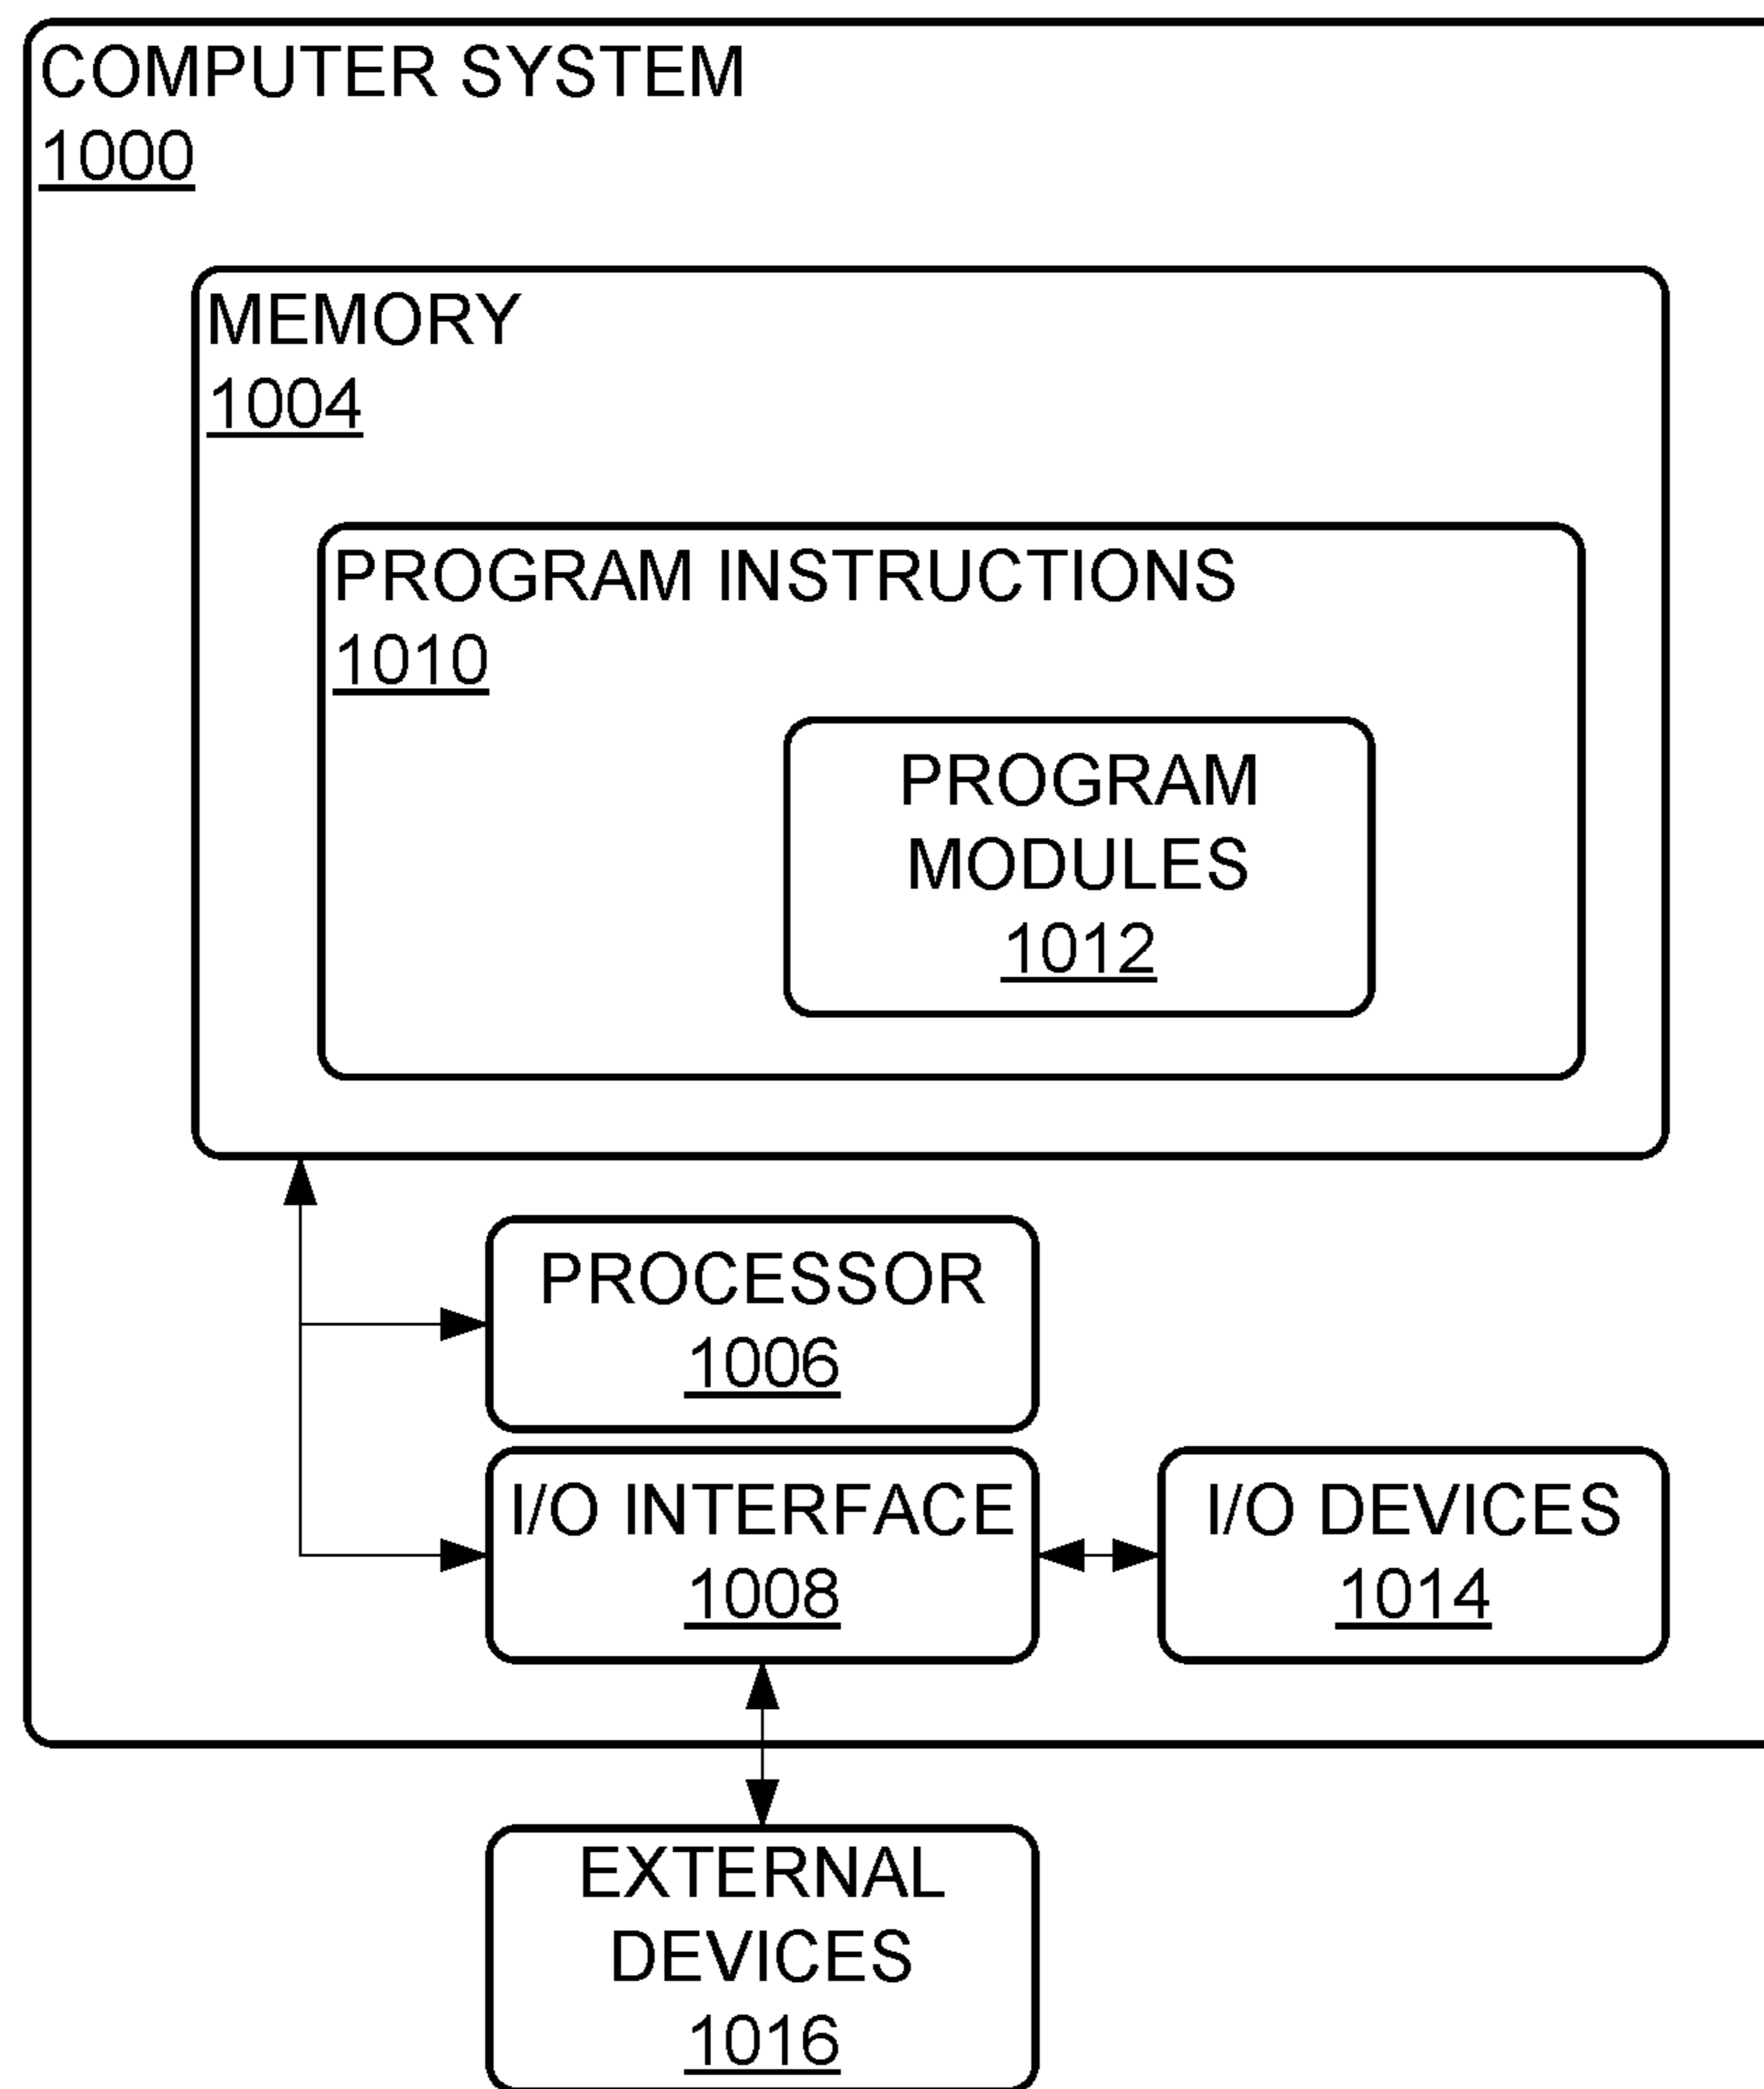 COMPUTER SYSTEM
1000
MEMORY
1004
PROGRAM INSTRUCTIONS
1010
PROGRAM
MODULES
1012
PROCESSOR
1006
I/O INTERFACE
1008
I/O DEVICES
1014
EXTERNAL
DEVICES
1016